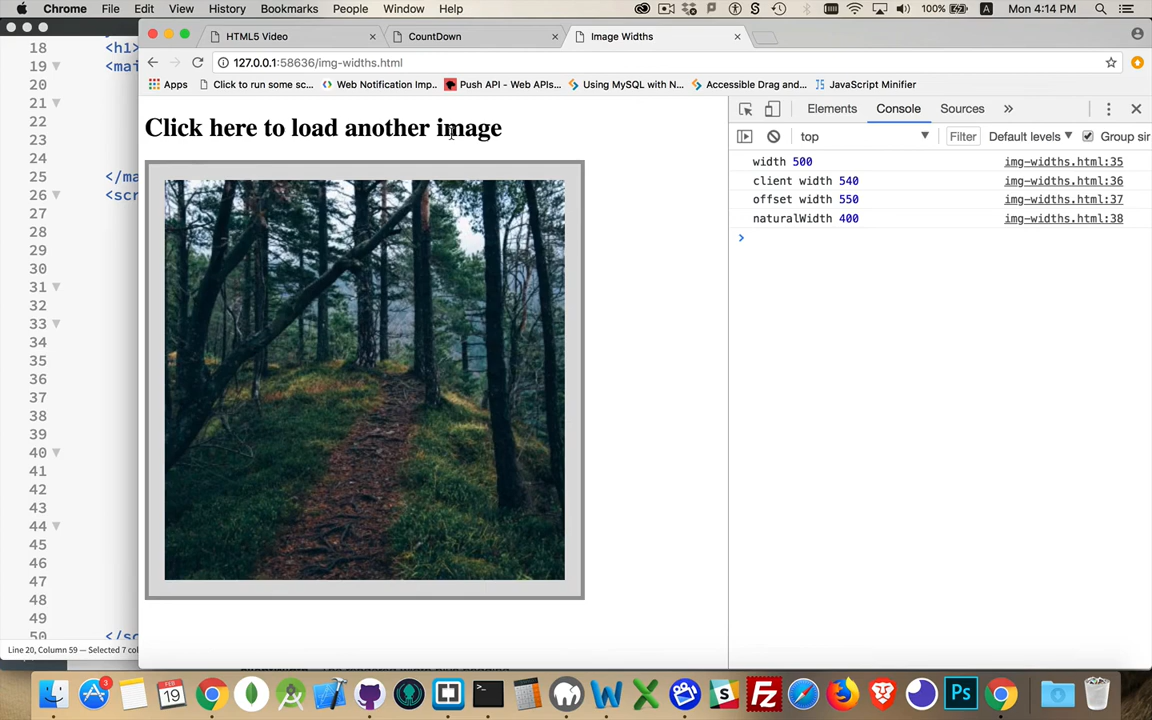 Chrome File Edit View History Bookmarks People Window Help 100% A Mon 4:14 PM
HTML5 Video CountDown Image Widths
127.0.0.1:58636/img-widths.html
Apps Click to run some sc... Web Notification Imp.. Push API - Web APIs... Using MySQL with N... Accessible Drag and... JavaScript Minifier
Elements Console Sources
top Filter Default levels Group sir
Click here to load another image
width 500 img-widths.html:35
client width 540 img-widths.html:36
offset width 550 img-widths.html:37
naturalWidth 400 img-widths.html:38
18 <h1>
19 <mai
20
21
22
23
24
25 </ma
26 <scr
27
28
29
30
31
32
33
34
35
36
37
38
39
40
41
42
43
44
45
46
47
48
49
50 </s
Line 20, Column 59 — Selected 7 col
3
FEB
19
W
X
S
Fz
Ps